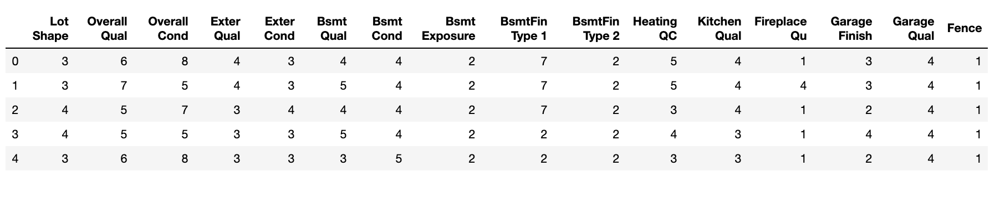 Lot Shape Overall Qual Overall Cond Exter Qual Exter Cond Bsmt Qual Bsmt Cond Bsmt Exposure BsmtFin Type 1 BsmtFin Type 2 Heating QC Kitchen Qual Fireplace Qu Garage Finish Garage Qual Fence
0 3 6 8 4 3 4 4 2 7 2 5 4 1 3 4 1
1 3 7 5 4 3 5 4 2 7 2 5 4 4 3 4 1
2 4 5 7 3 4 4 4 2 7 2 3 4 1 2 4 1
3 4 5 5 3 3 5 4 2 2 2 4 3 1 4 4 1
4 3 6 8 3 3 3 5 2 2 2 3 3 1 2 4 1